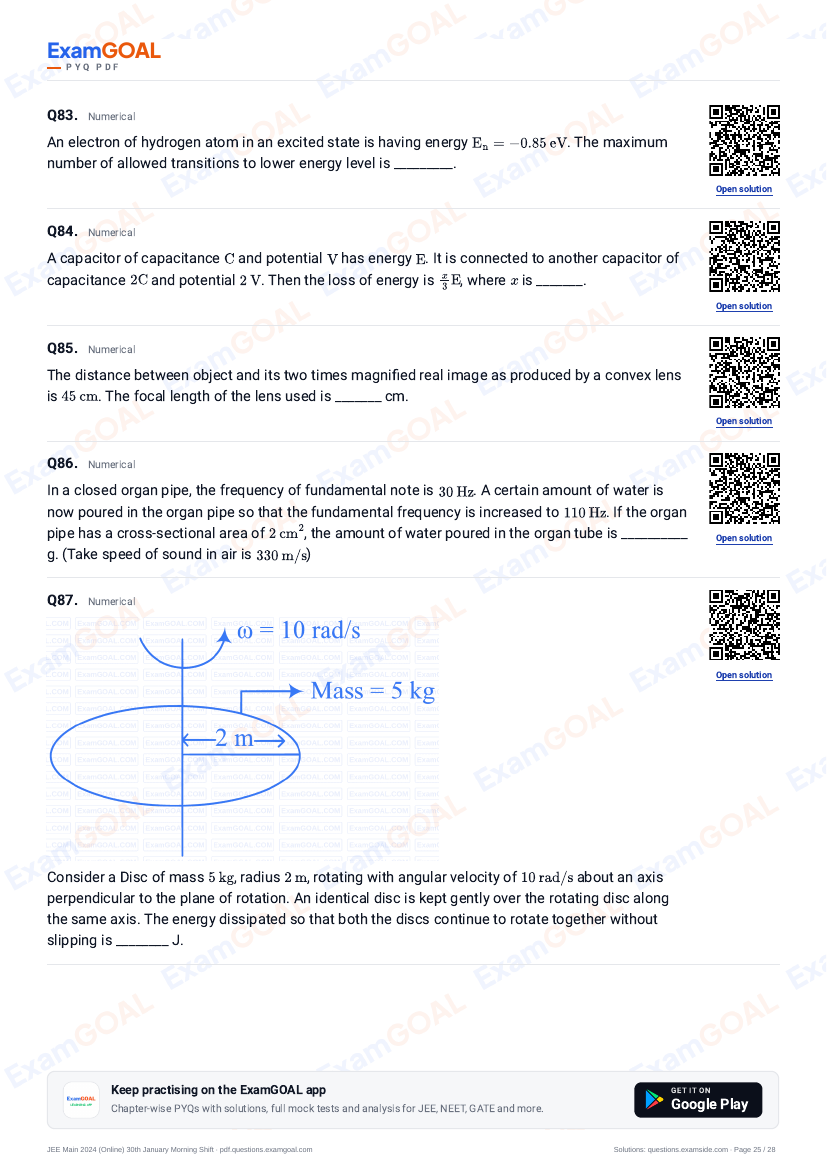 ExamGOAL
PYQ PDF
Q83. Numerical
An electron of hydrogen atom in an excited state is having energy Eₙ = −0.85 eV. The maximum
number of allowed transitions to lower energy level is _________.
Open solution
Q84. Numerical
A capacitor of capacitance C and potential V has energy E. It is connected to another capacitor of
capacitance 2C and potential 2 V. Then the loss of energy is x/3 E, where x is _______.
Open solution
Q85. Numerical
The distance between object and its two times magnified real image as produced by a convex lens
is 45 cm. The focal length of the lens used is _______ cm.
Open solution
Q86. Numerical
In a closed organ pipe, the frequency of fundamental note is 30 Hz. A certain amount of water is
now poured in the organ pipe so that the fundamental frequency is increased to 110 Hz. If the organ
pipe has a cross-sectional area of 2 cm², the amount of water poured in the organ tube is __________
g. (Take speed of sound in air is 330 m/s)
Open solution
Q87. Numerical
ω = 10 rad/s
Mass = 5 kg
2 m
Open solution
Consider a Disc of mass 5 kg, radius 2 m, rotating with angular velocity of 10 rad/s about an axis
perpendicular to the plane of rotation. An identical disc is kept gently over the rotating disc along
the same axis. The energy dissipated so that both the discs continue to rotate together without
slipping is ________ J.
Keep practising on the ExamGOAL app
Chapter-wise PYQs with solutions, full mock tests and analysis for JEE, NEET, GATE and more.
GET IT ON
Google Play
JEE Main 2024 (Online) 30th January Morning Shift · pdf.questions.examgoal.com
Solutions: questions.examside.com · Page 25 / 28